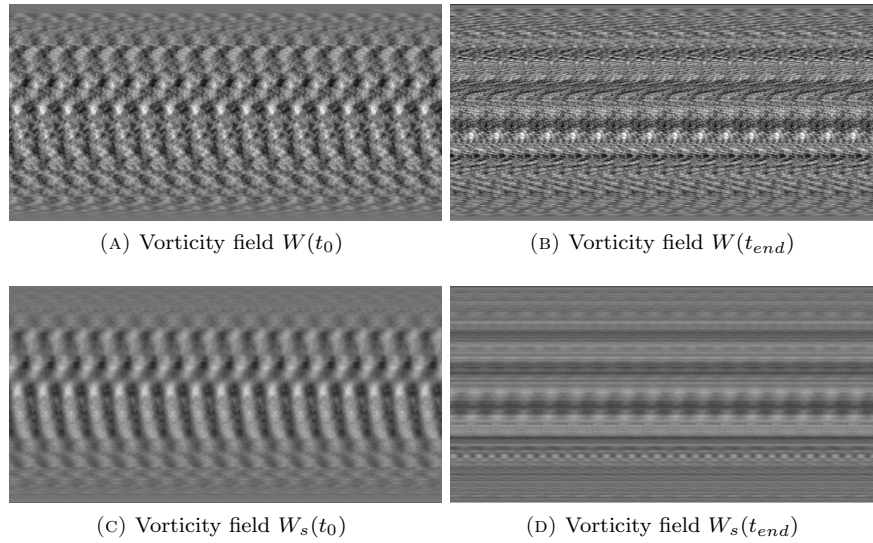 (A) Vorticity field W(t₀)
(B) Vorticity field W(tₑₙd)
(C) Vorticity field Wₛ(t₀)
(D) Vorticity field Wₛ(tₑₙd)